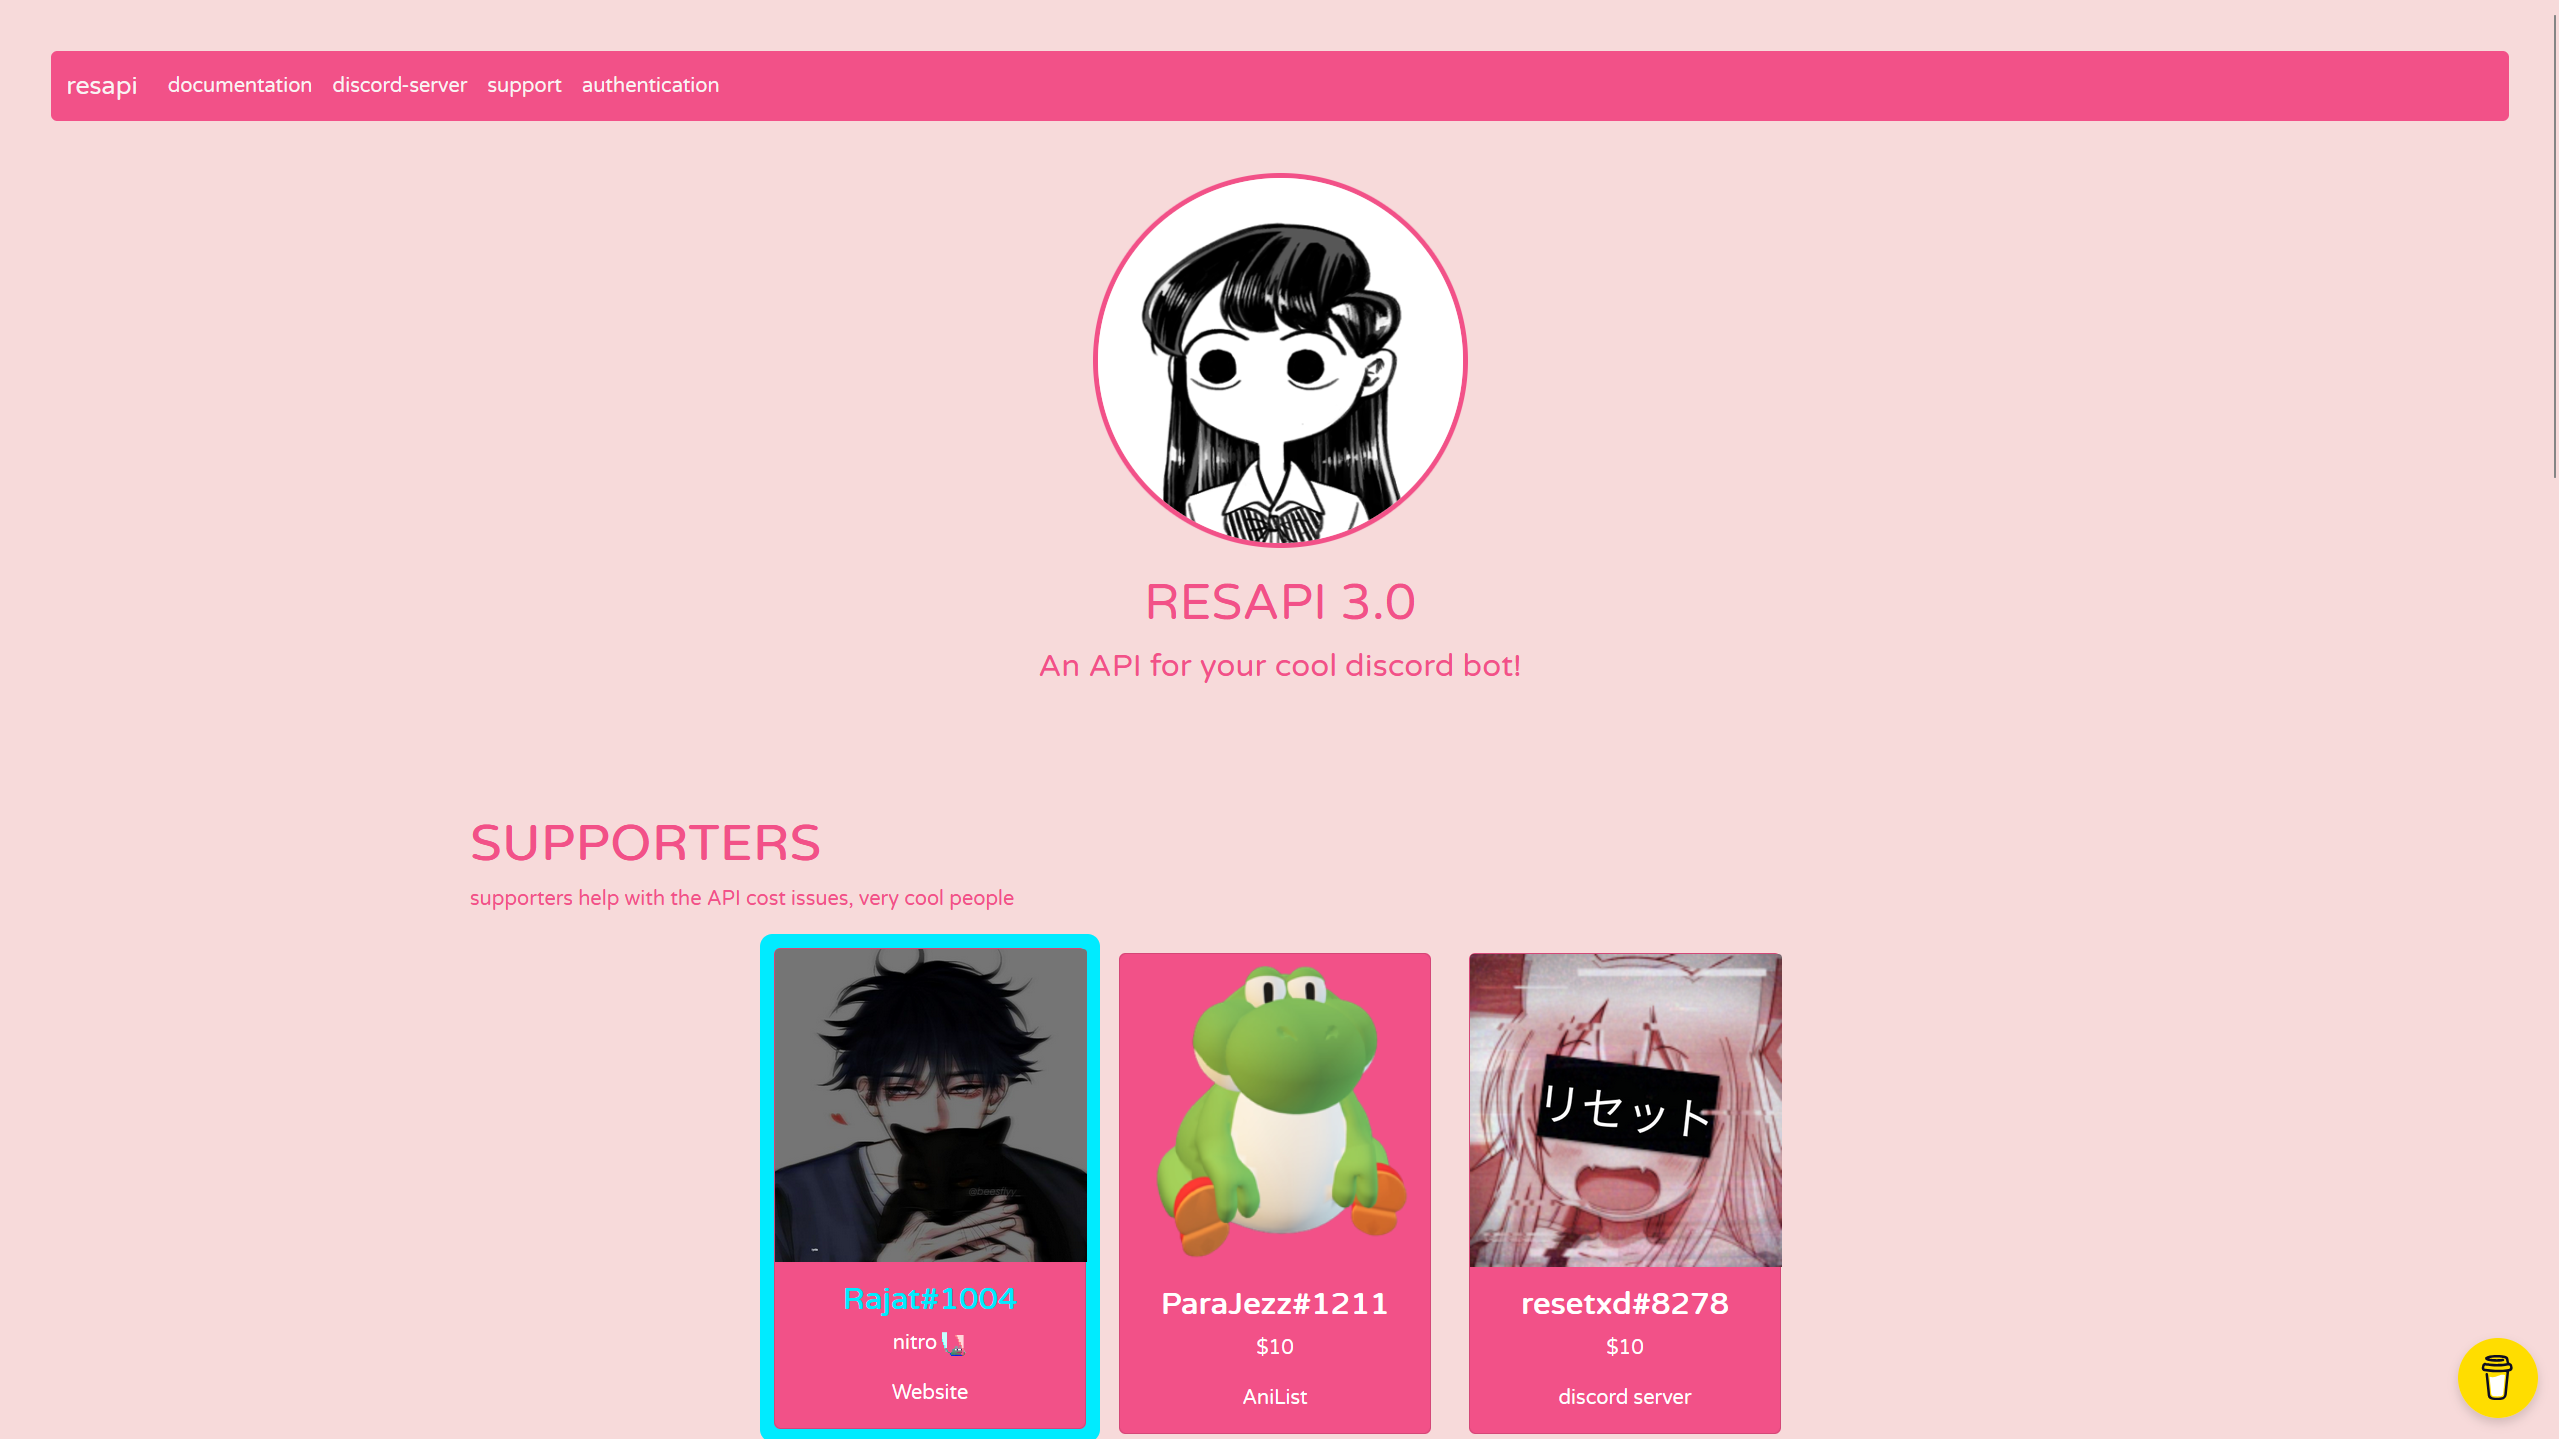 resapi documentation discord-server support authentication
RESAPI 3.0
An API for your cool discord bot!
SUPPORTERS
supporters help with the API cost issues, very cool people
@beesflyy_
リセット
Rajat#1004
nitro
Website
ParaJezz#1211
$10
AniList
resetxd#8278
$10
discord server